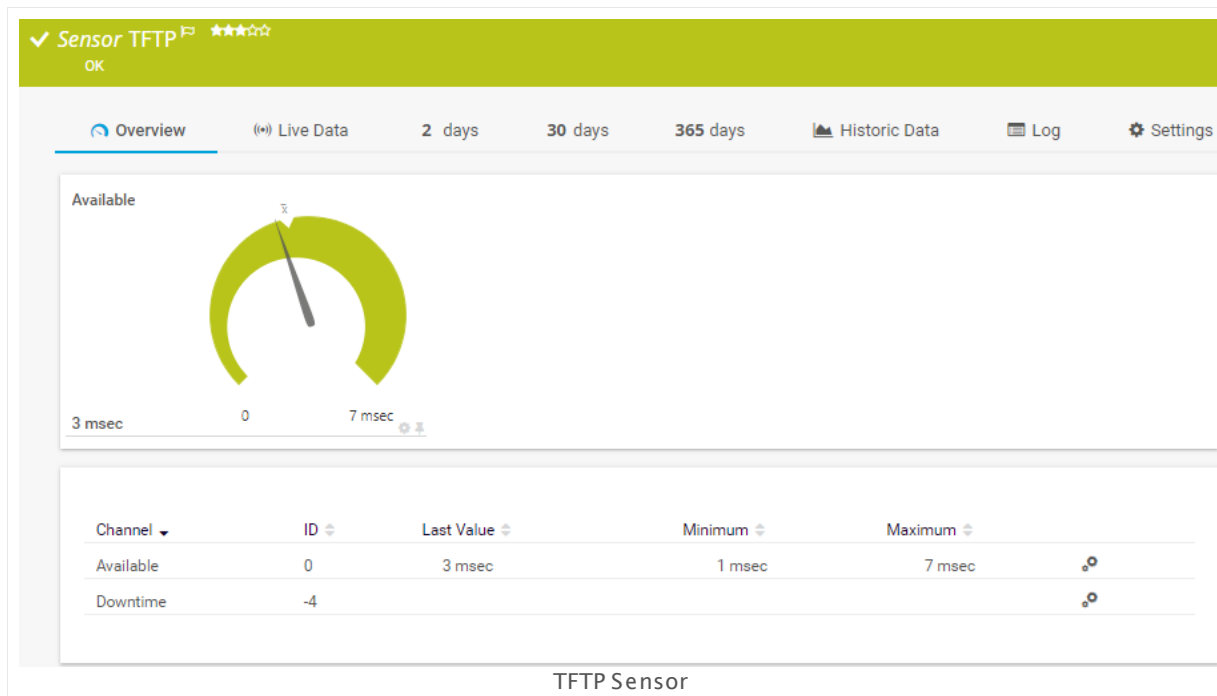 Sensor TFTP
OK
Overview Live Data 2 days 30 days 365 days Historic Data Log Settings
Available
x̄
3 msec 0 7 msec
Channel ID Last Value Minimum Maximum
Available 0 3 msec 1 msec 7 msec
Downtime -4
TFTP Sensor